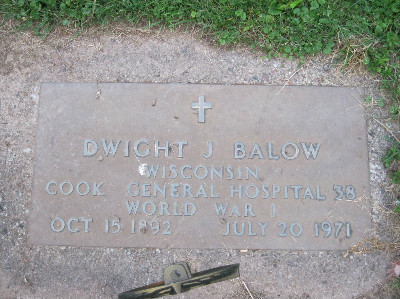 DWIGHT J BALOW
WISCONSIN
COOK GENERAL HOSPITAL 38
WORLD WAR I
OCT 15 1892 JULY 20 1971